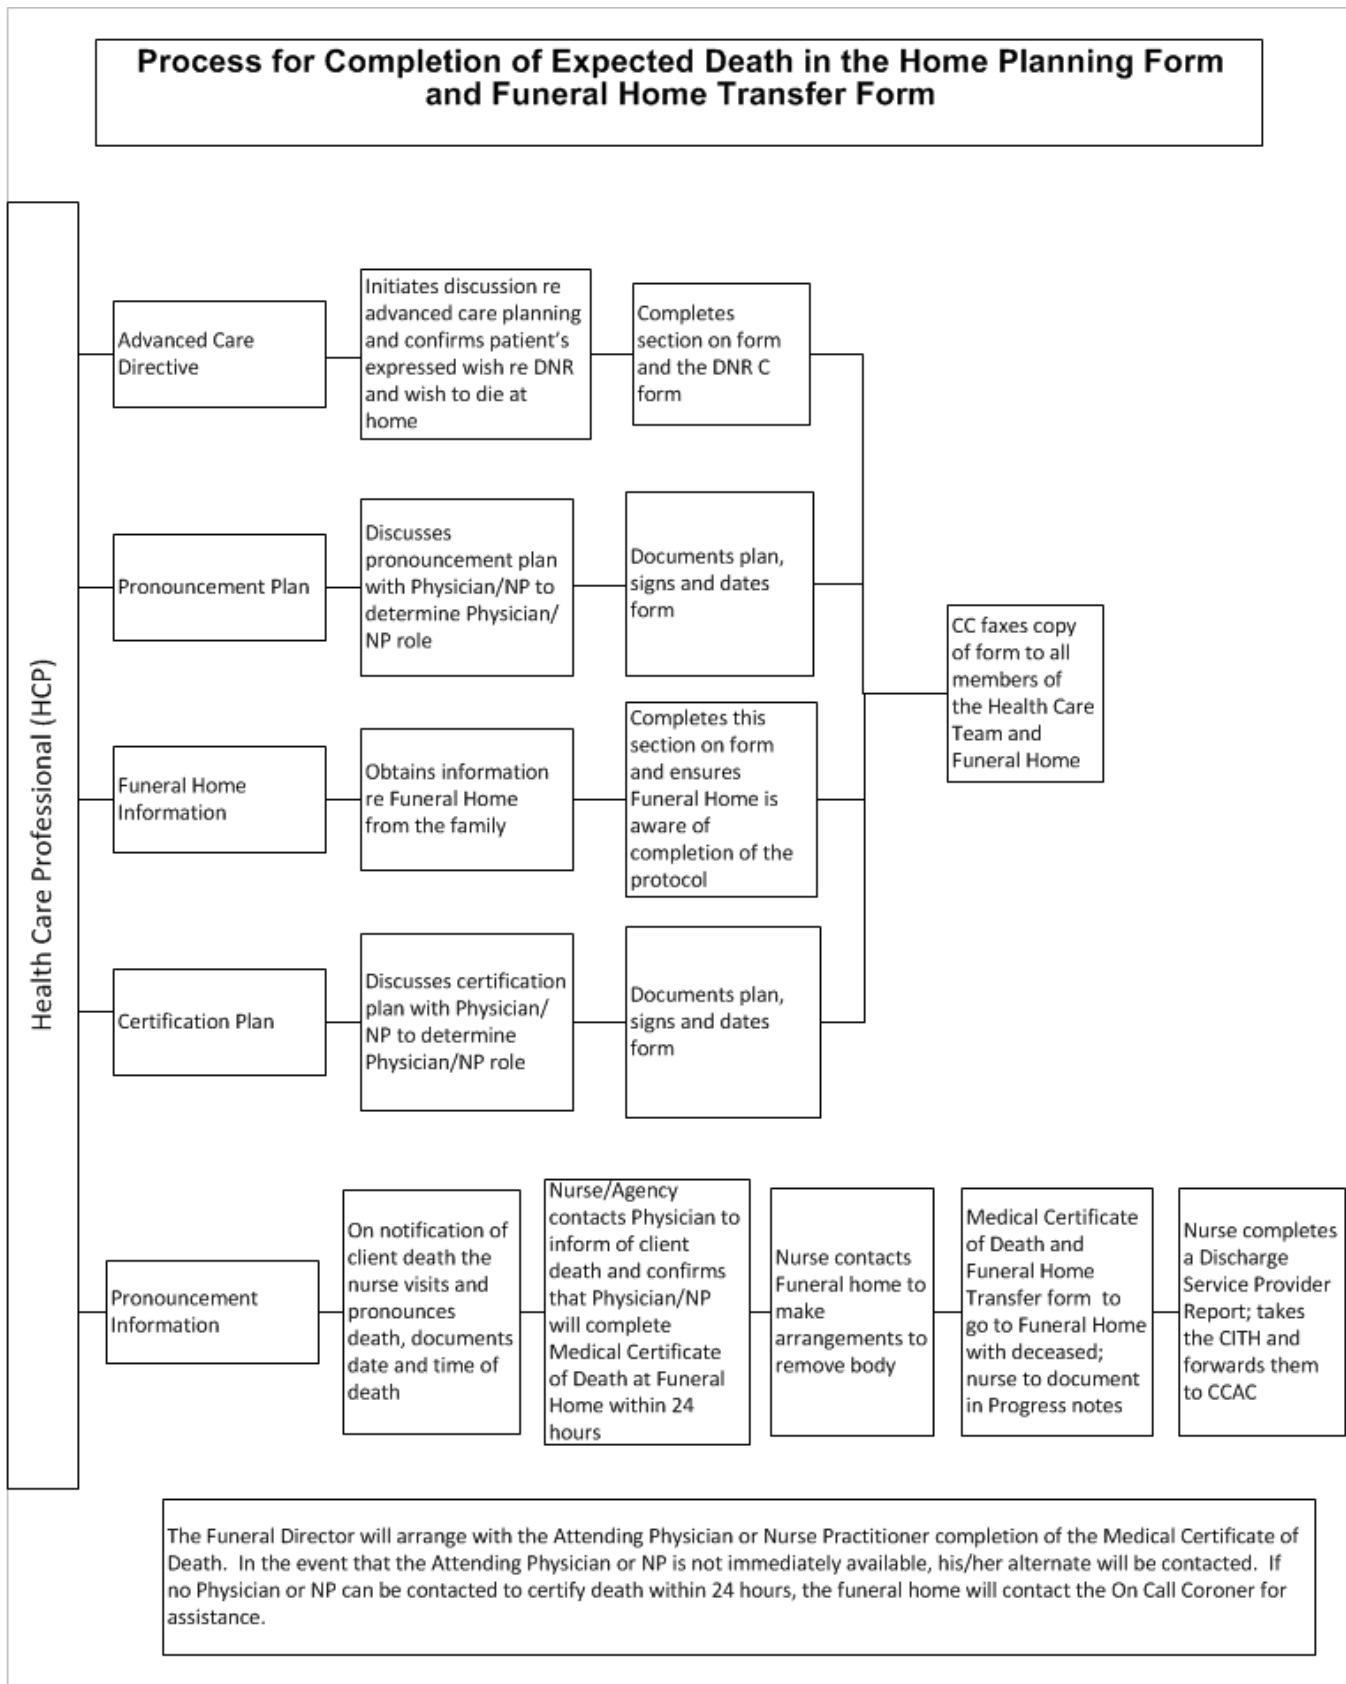 Process for Completion of Expected Death in the Home Planning Form
and Funeral Home Transfer Form
Health Care Professional (HCP)
Advanced Care
Directive
Initiates discussion re
advanced care planning
and confirms patient's
expressed wish re DNR
and wish to die at
home
Completes
section on form
and the DNR C
form
Pronouncement Plan
Discusses
pronouncement plan
with Physician/NP to
determine Physician/
NP role
Documents plan,
signs and dates
form
CC faxes copy
of form to all
members of
the Health Care
Team and
Funeral Home
Funeral Home
Information
Obtains information
re Funeral Home
from the family
Completes this
section on form
and ensures
Funeral Home is
aware of
completion of the
protocol
Certification Plan
Discusses certification
plan with Physician/
NP to determine
Physician/NP role
Documents plan,
signs and dates
form
Pronouncement
Information
On notification of
client death the
nurse visits and
pronounces
death, documents
date and time of
death
Nurse/Agency
contacts Physician to
inform of client
death and confirms
that Physician/NP
will complete
Medical Certificate
of Death at Funeral
Home within 24
hours
Nurse contacts
Funeral home to
make
arrangements to
remove body
Medical Certificate
of Death and
Funeral Home
Transfer form  to
go to Funeral Home
with deceased;
nurse to document
in Progress notes
Nurse completes
a Discharge
Service Provider
Report; takes
the CITH and
forwards them
to CCAC
The Funeral Director will arrange with the Attending Physician or Nurse Practitioner completion of the Medical Certificate of
Death.  In the event that the Attending Physician or NP is not immediately available, his/her alternate will be contacted.  If
no Physician or NP can be contacted to certify death within 24 hours, the funeral home will contact the On Call Coroner for
assistance.